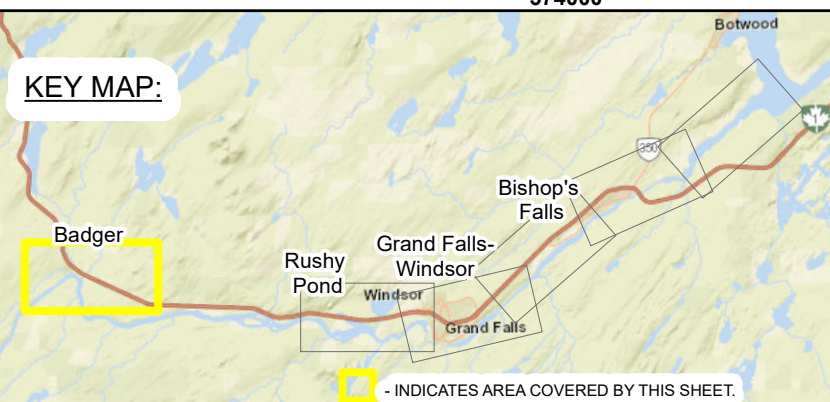 Botwood
KEY MAP:
1
350
Bishop's
Falls
Badger
Grand Falls-
Windsor
Rushy
Pond
Windsor
Grand Falls
- INDICATES AREA COVERED BY THIS SHEET.